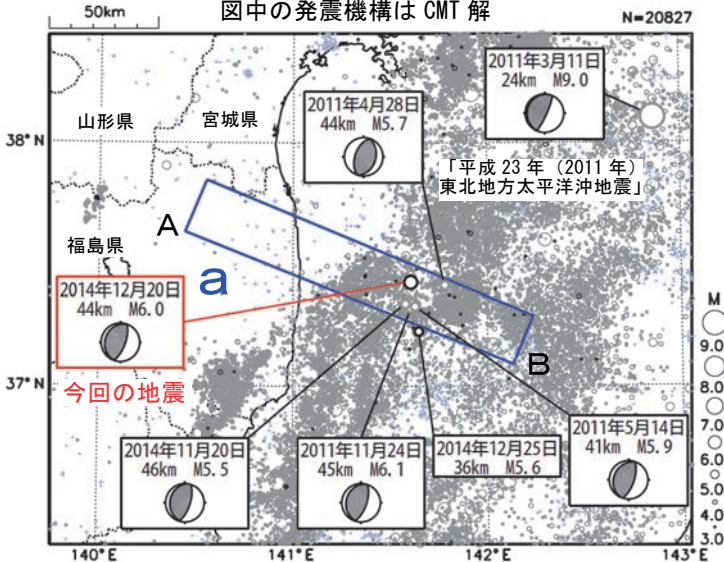 50km
図中の発震機構は CMT 解
N=20827
2011年3月11日
24km M9.0
2011年4月28日
44km M5.7
38°N
山形県
宮城県
「平成 23 年（2011 年）
東北地方太平洋沖地震」
A
福島県
a
2014年12月20日
44km M6.0
今回の地震
B
37°N
M
9.0
8.0
7.0
6.0
5.0
4.0
3.0
2014年11月20日
46km M5.5
2011年11月24日
45km M6.1
2014年12月25日
36km M5.6
2011年5月14日
41km M5.9
140°E
141°E
142°E
143°E